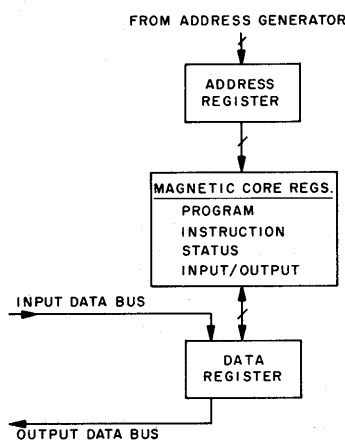 FROM ADDRESS GENERATOR
ADDRESS
REGISTER
MAGNETIC CORE REGS.
PROGRAM
INSTRUCTION
STATUS
INPUT/OUTPUT
INPUT DATA BUS
DATA
REGISTER
OUTPUT DATA BUS